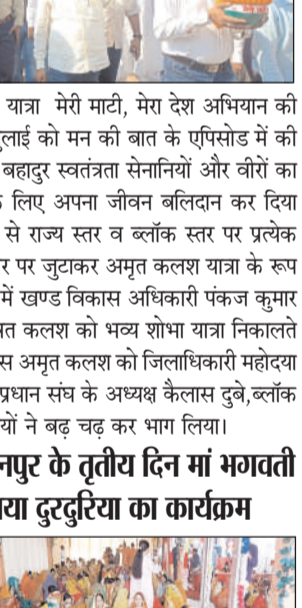 यात्रा मेरी माटी, मेरा देश अभियान की
लाई को मन की बात के एपिसोड में की
बहादुर स्वतंत्रता सेनानियों और वीरों का
लिए अपना जीवन बलिदान कर दिया
से राज्य स्तर व ब्लॉक स्तर पर प्रत्येक
र पर जुटाकर अमृत कलश यात्रा के रूप
में खण्ड विकास अधिकारी पंकज कुमार
त कलश को भव्य शोभा यात्रा निकालते
स अमृत कलश को जिलाधिकारी महोदया
प्रधान संघ के अध्यक्ष कैलास दुबे,ब्लॉक
यों ने बढ़ चढ़ कर भाग लिया।
नपुर के तृतीय दिन मां भगवती
या दुरदुरिया का कार्यक्रम